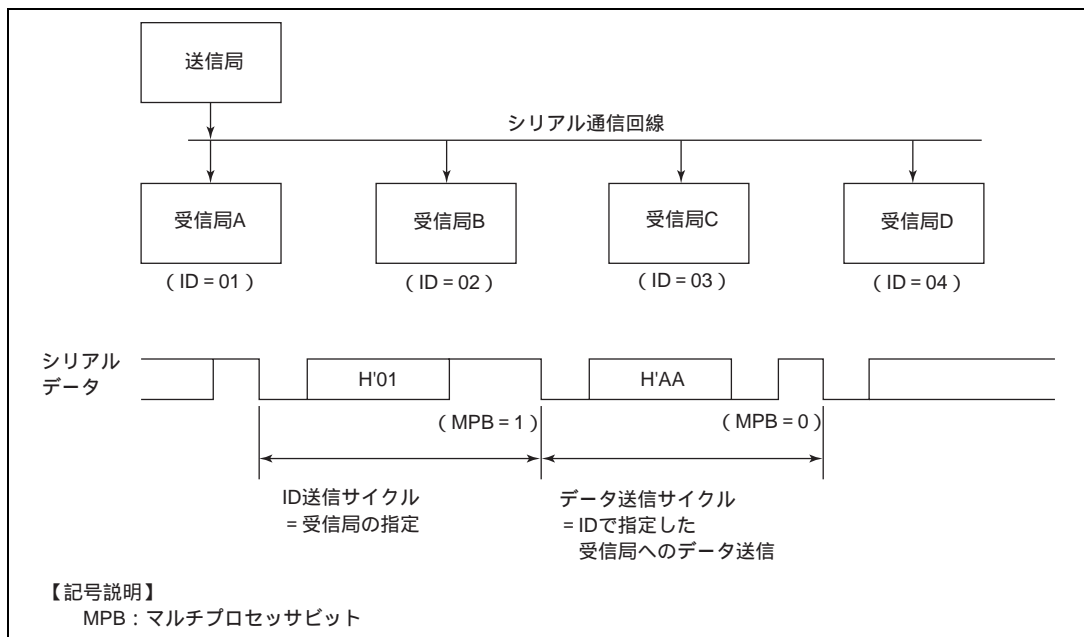 送信局
シリアル通信回線
受信局A 受信局B 受信局C 受信局D
(ID = 01) (ID = 02) (ID = 03) (ID = 04)
シリアル
データ
H'01 H'AA
(MPB = 1) (MPB = 0)
ID送信サイクル
= 受信局の指定
データ送信サイクル
= IDで指定した
受信局へのデータ送信
【記号説明】
MPB:マルチプロセッサビット